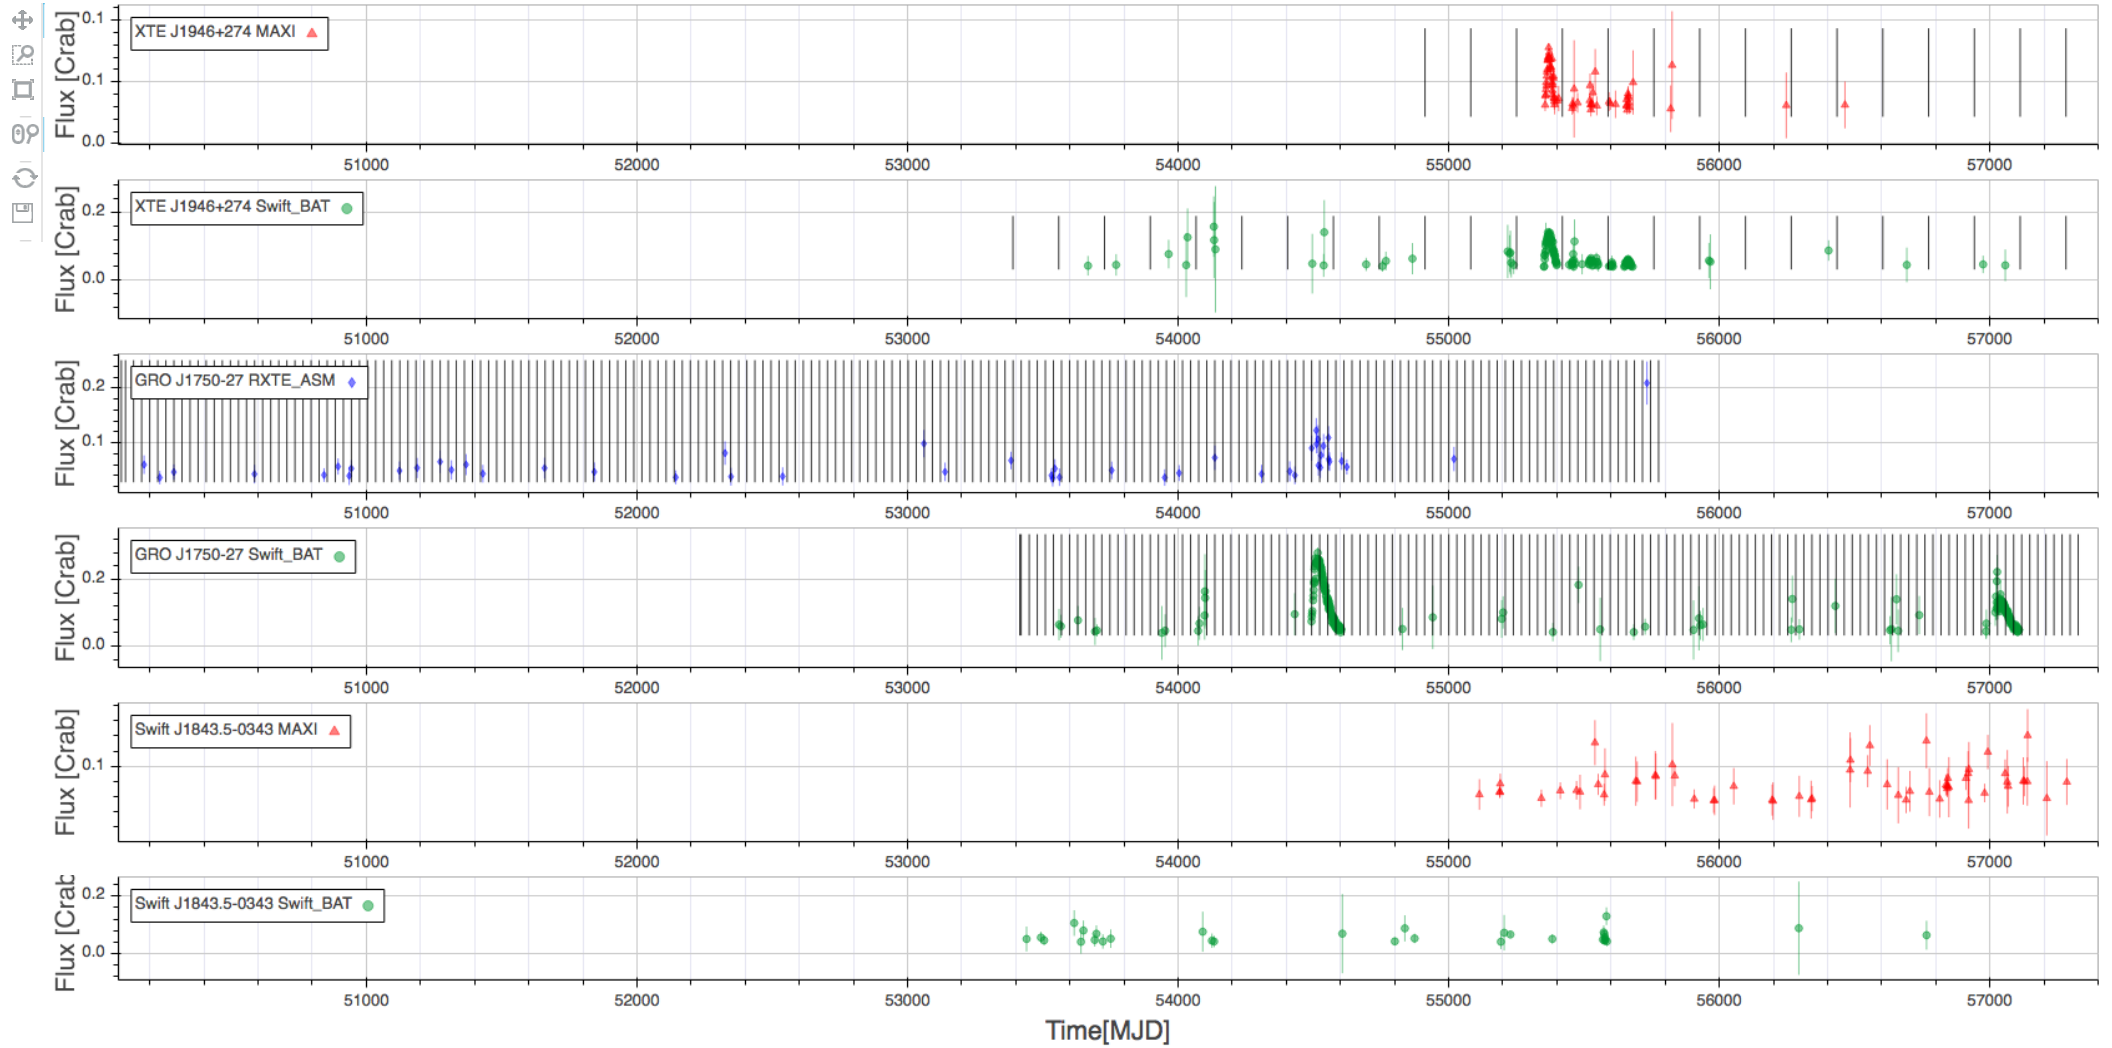 XTE J1946+274 MAXI
Flux [Crab]
0.1
0.1
0.0
51000 52000 53000 54000 55000 56000 57000
XTE J1946+274 Swift_BAT
Flux [Crab]
0.2
0.0
51000 52000 53000 54000 55000 56000 57000
GRO J1750-27 RXTE_ASM
Flux [Crab]
0.2
0.1
51000 52000 53000 54000 55000 56000 57000
GRO J1750-27 Swift_BAT
Flux [Crab]
0.2
0.0
51000 52000 53000 54000 55000 56000 57000
Swift J1843.5-0343 MAXI
Flux [Crab]
0.1
51000 52000 53000 54000 55000 56000 57000
Swift J1843.5-0343 Swift_BAT
Flux [Crab]
0.2
0.0
51000 52000 53000 54000 55000 56000 57000
Time[MJD]